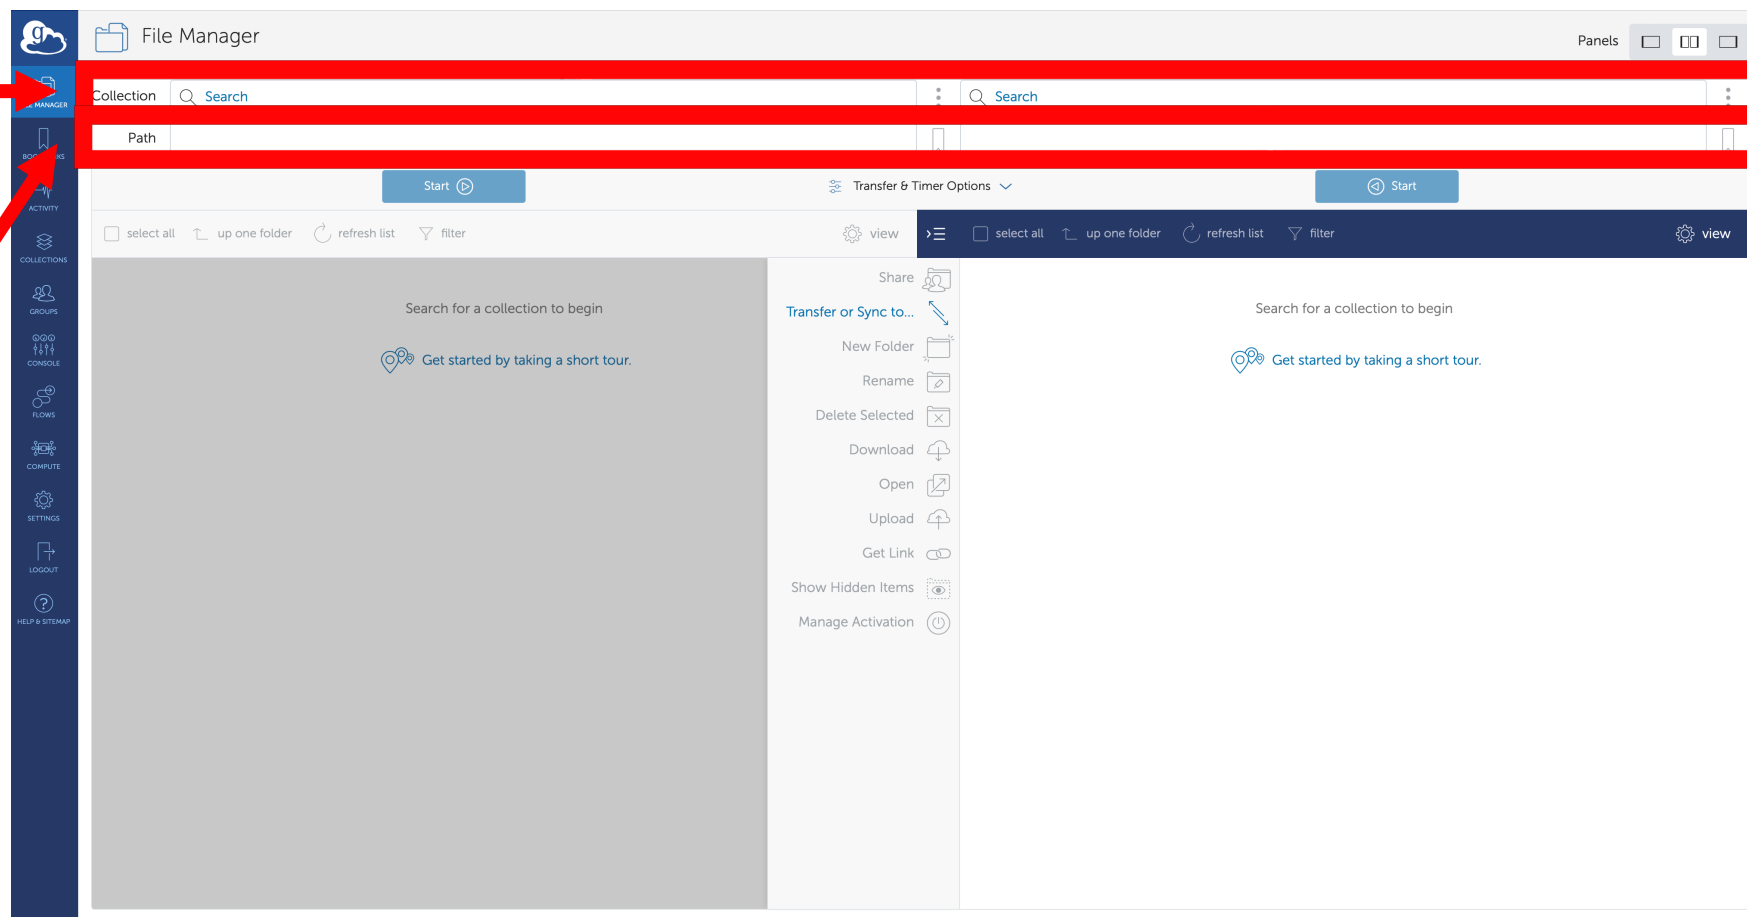 g
File Manager
Panels
Collection
Search
Search
Path
Start
Transfer & Timer Options
Start
select all up one folder refresh list filter view
select all up one folder refresh list filter view
Search for a collection to begin
Get started by taking a short tour.
Share
Transfer or Sync to...
New Folder
Rename
Delete Selected
Download
Open
Upload
Get Link
Show Hidden Items
Manage Activation
Search for a collection to begin
Get started by taking a short tour.
MANAGER
ACTIVITY
COLLECTIONS
GROUPS
CONSOLE
FLOWS
COMPUTE
SETTINGS
LOGOUT
HELP & SITEMAP